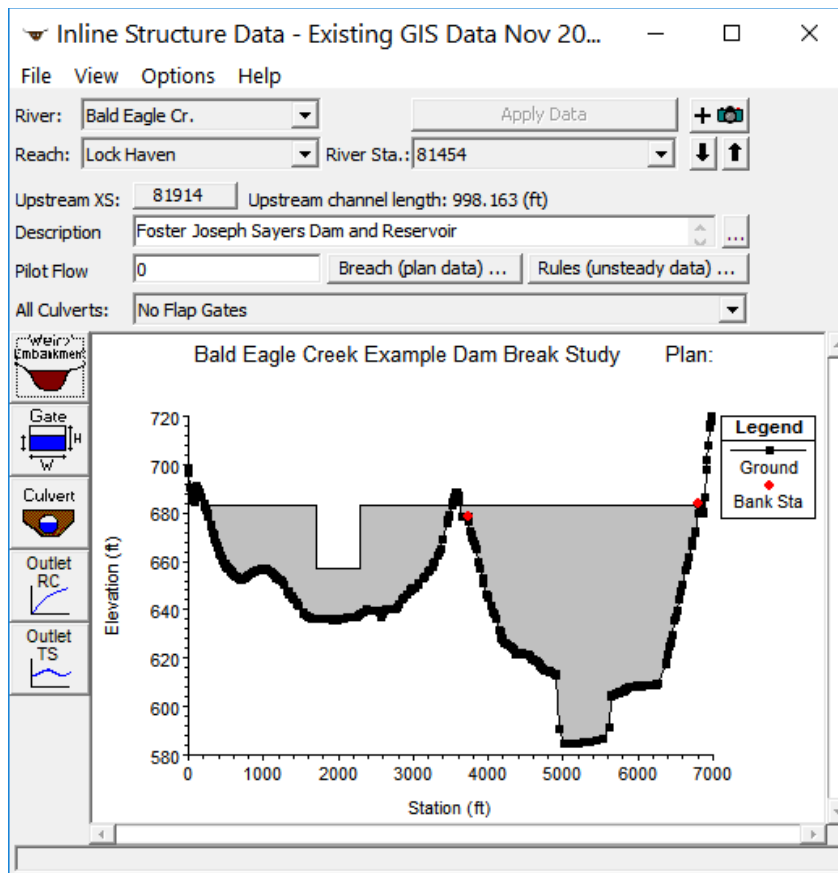 Inline Structure Data - Existing GIS Data Nov 20...
File View Options Help
River: Bald Eagle Cr. Apply Data
Reach: Lock Haven River Sta.: 81454
Upstream XS: 81914 Upstream channel length: 998.163 (ft)
Description Foster Joseph Sayers Dam and Reservoir ...
Pilot Flow 0 Breach (plan data) ... Rules (unsteady data) ...
All Culverts: No Flap Gates
Weir/
Embankment
Gate
H
W
Culvert
Outlet
RC
Outlet
TS
Bald Eagle Creek Example Dam Break Study Plan:
720
700
680
660
640
620
600
580
Elevation (ft)
0 1000 2000 3000 4000 5000 6000 7000
Station (ft)
Legend
Ground
Bank Sta